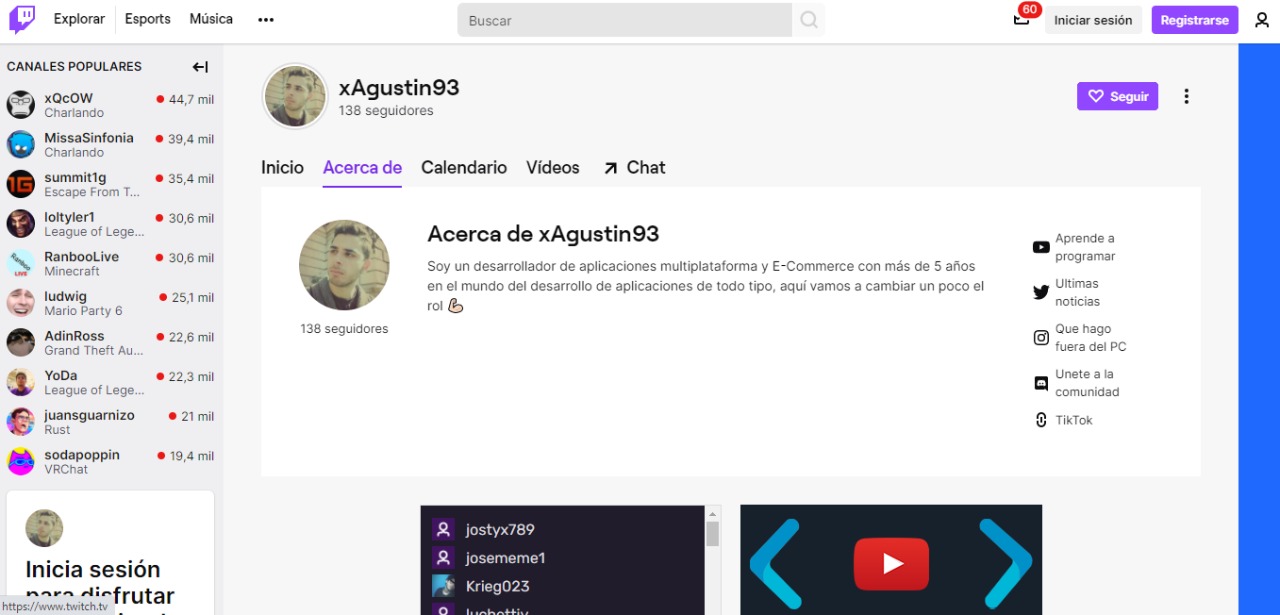 Explorar
Esports
Música
Buscar
60
Iniciar sesión
Registrarse
CANALES POPULARES
xQcOW
44,7 mil
Charlando
MissaSinfonia
39,4 mil
Charlando
summit1g
35,4 mil
Escape From T...
loltyler1
30,6 mil
League of Lege...
RanbooLive
30,6 mil
Minecraft
ludwig
25,1 mil
Mario Party 6
AdinRoss
22,6 mil
Grand Theft Au...
YoDa
22,3 mil
League of Lege...
juansguarnizo
21 mil
Rust
sodapoppin
19,4 mil
VRChat
Inicia sesión
para disfrutar
https://www.twitch.tv
xAgustin93
138 seguidores
Seguir
Inicio
Acerca de
Calendario
Vídeos
Chat
138 seguidores
Acerca de xAgustin93
Soy un desarrollador de aplicaciones multiplataforma y E-Commerce con más de 5 años
en el mundo del desarrollo de aplicaciones de todo tipo, aquí vamos a cambiar un poco el
rol 💪🏻
Aprende a
programar
Ultimas
noticias
Que hago
fuera del PC
Unete a la
comunidad
TikTok
jostyx789
josememe1
Krieg023